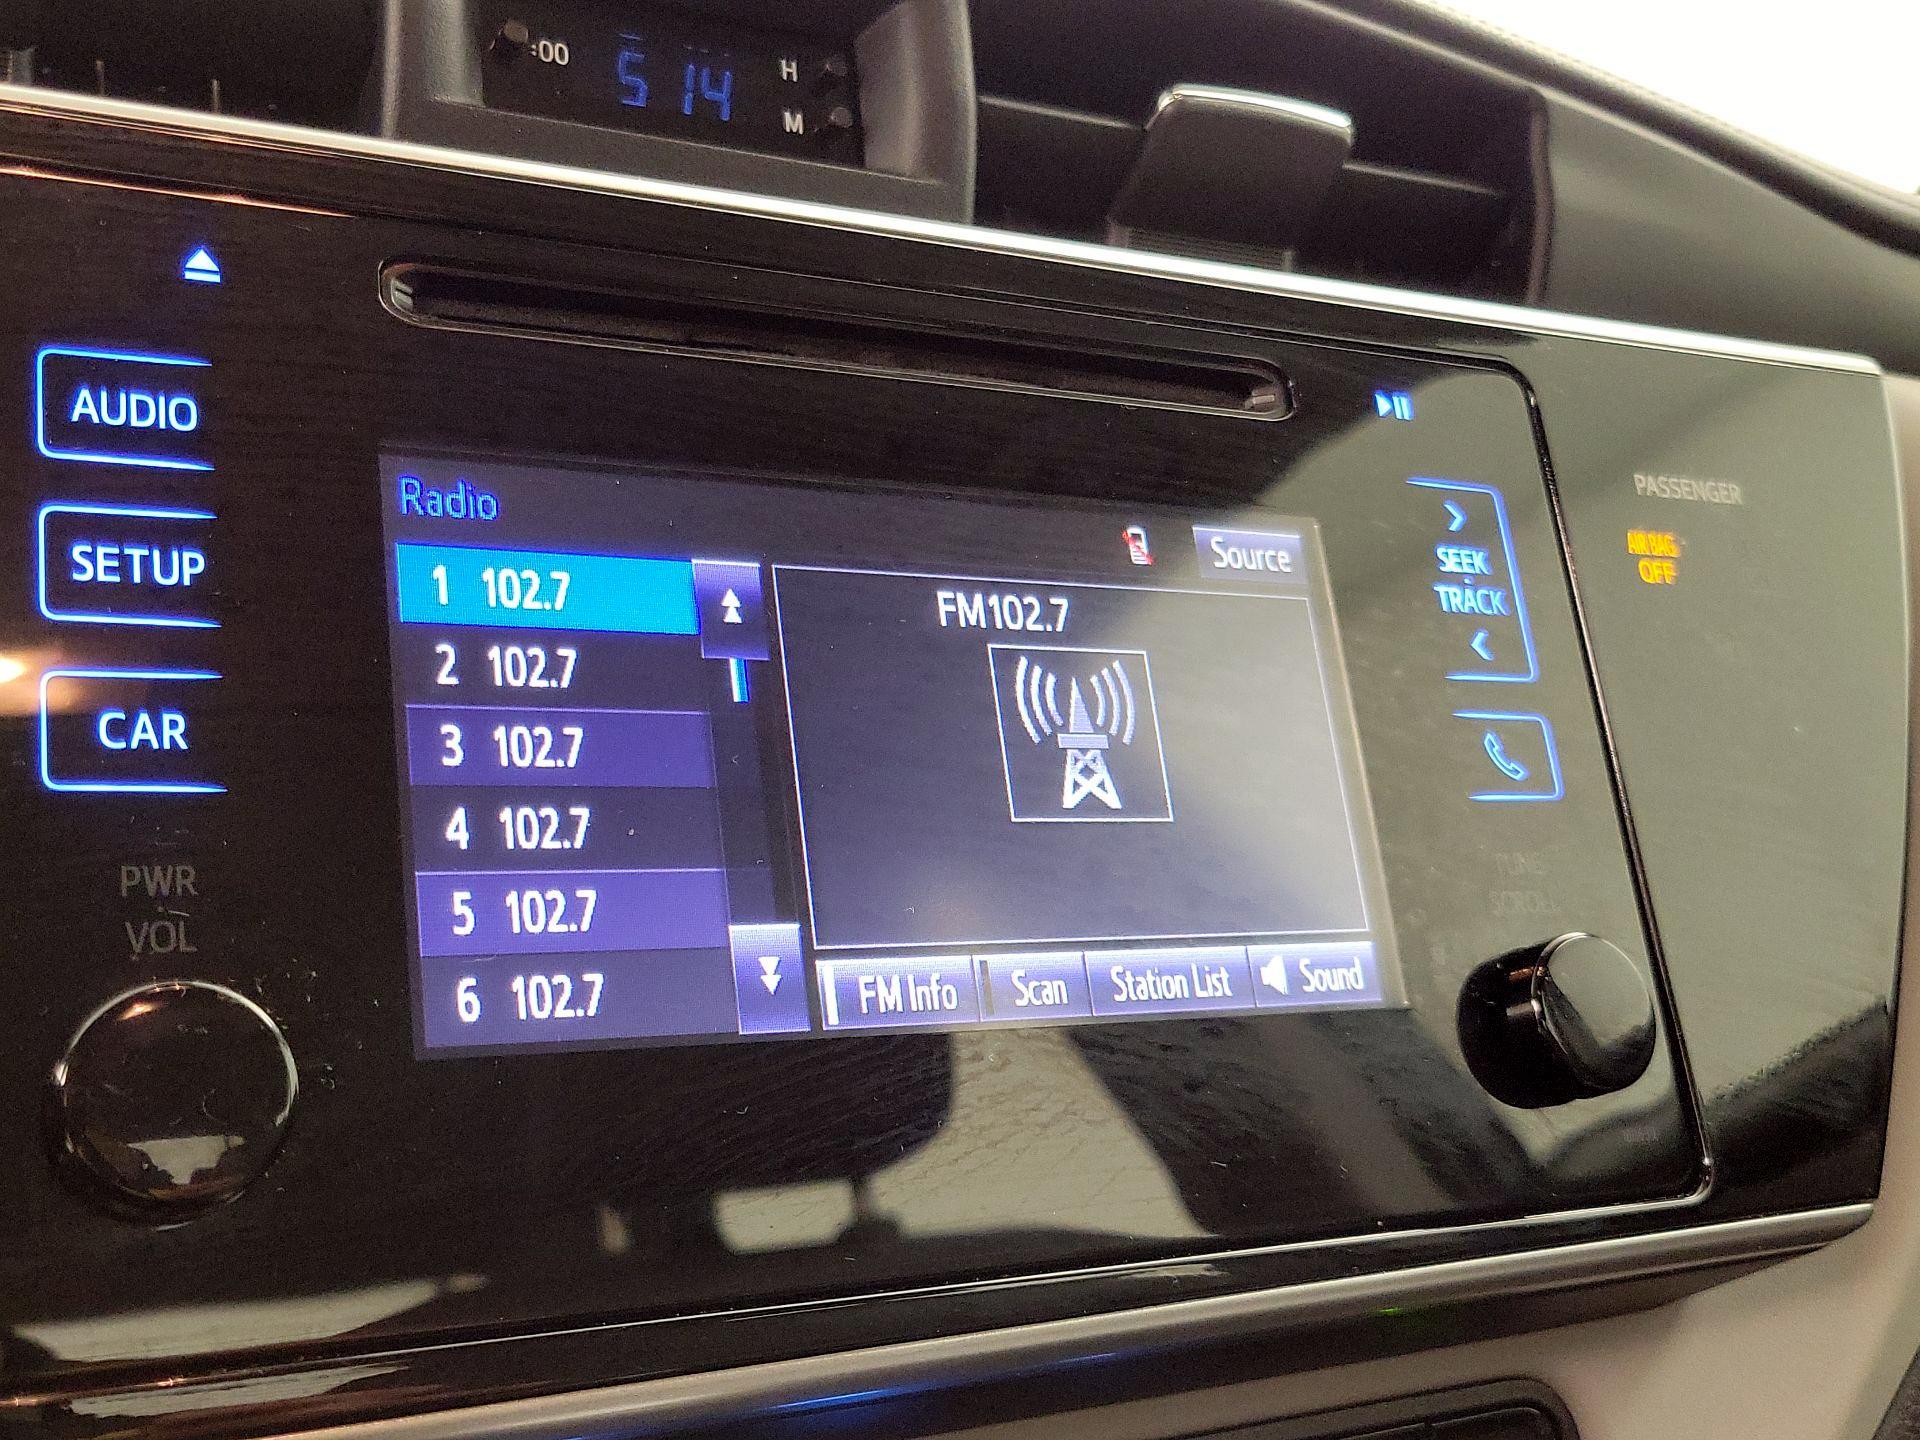 :00
5 14
H
M
AUDIO
SETUP
CAR
PWR
VOL
Radio
1 102.7
2 102.7
3 102.7
4 102.7
5 102.7
6 102.7
Source
FM102.7
FM Info
Scan
Station List
Sound
SEEK
TRACK
TUNE
SCROLL
PASSENGER
AIR BAG
OFF